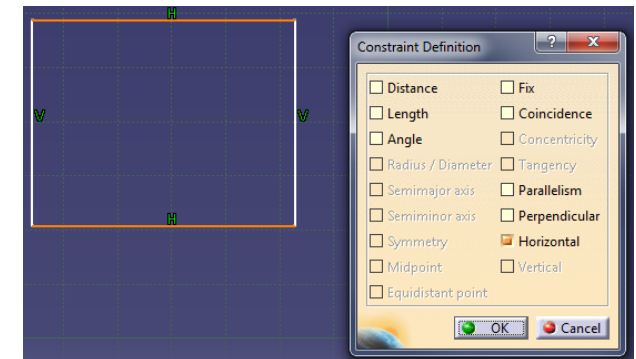 H
V
V
H
Constraint Definition
Distance
Fix
Length
Coincidence
Angle
Concentricity
Radius / Diameter
Tangency
Semimajor axis
Parallelism
Semiminor axis
Perpendicular
Symmetry
Horizontal
Midpoint
Vertical
Equidistant point
OK
Cancel